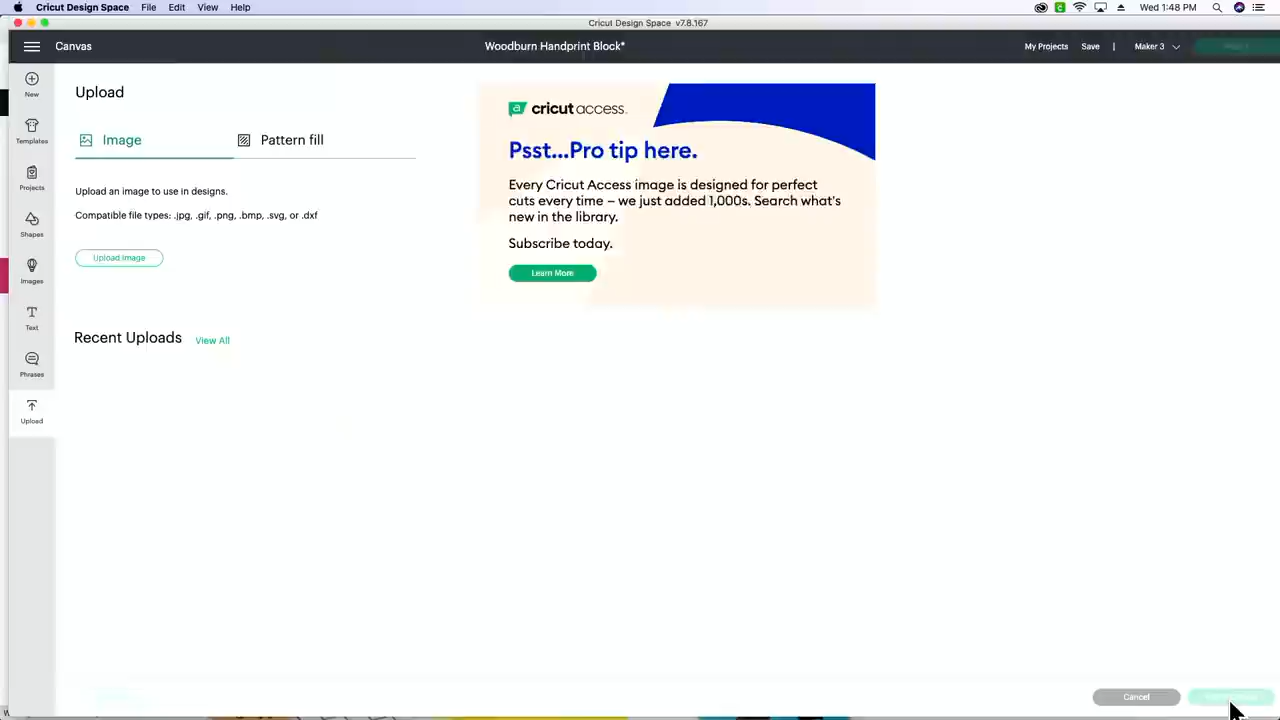 Cricut Design Space File Edit View Help Wed 1:48 PM
Cricut Design Space v7.8.167
Canvas Woodburn Handprint Block* My Projects Save | Maker 3
New
Templates
Projects
Shapes
Images
Text
Phrases
Upload
Upload
Image Pattern fill
Upload an image to use in designs.
Compatible file types: .jpg, .gif, .png, .bmp, .svg, or .dxf
Upload Image
Recent Uploads View All
a cricut access.
Psst...Pro tip here.
Every Cricut Access image is designed for perfect
cuts every time – we just added 1,000s. Search what's
new in the library.
Subscribe today.
Learn More
Cancel